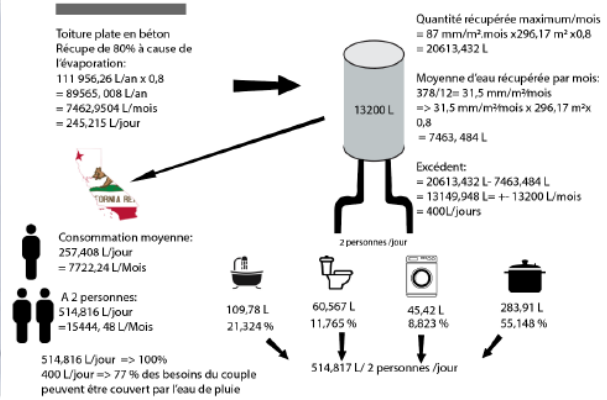 Toiture plate en béton
Récupe de 80% à cause de
l'évaporation:
111 956,26 L/an x 0,8
= 89565, 008 L/an
= 7462,9504 L/mois
= 245,215 L/jour
13200 L
Quantité récupérée maximum/mois
= 87 mm/m².mois x296,17 m² x0,8
= 20613,432 L
Moyenne d'eau récupérée par mois:
378/12= 31,5 mm/m²/mois
=> 31,5 mm/m²/mois x 296,17 m²x
0,8
= 7463, 484 L
Excédent:
= 20613,432 L- 7463,484 L
= 13149,948 L= +- 13200 L/mois
= 400L/jours
Consommation moyenne:
257,408 L/jour
= 7722,24 L/Mois
A 2 personnes:
514,816 L/jour
=15444, 48 L/Mois
514,816 L/jour => 100%
400 L/jour => 77 % des besoins du couple
peuvent être couvert par l'eau de pluie
2 personnes /jour
109,78 L
21,324 %
60,567 L
11,765 %
45,42 L
8,823 %
283,91 L
55,148 %
514,817L/ 2 personnes /jour